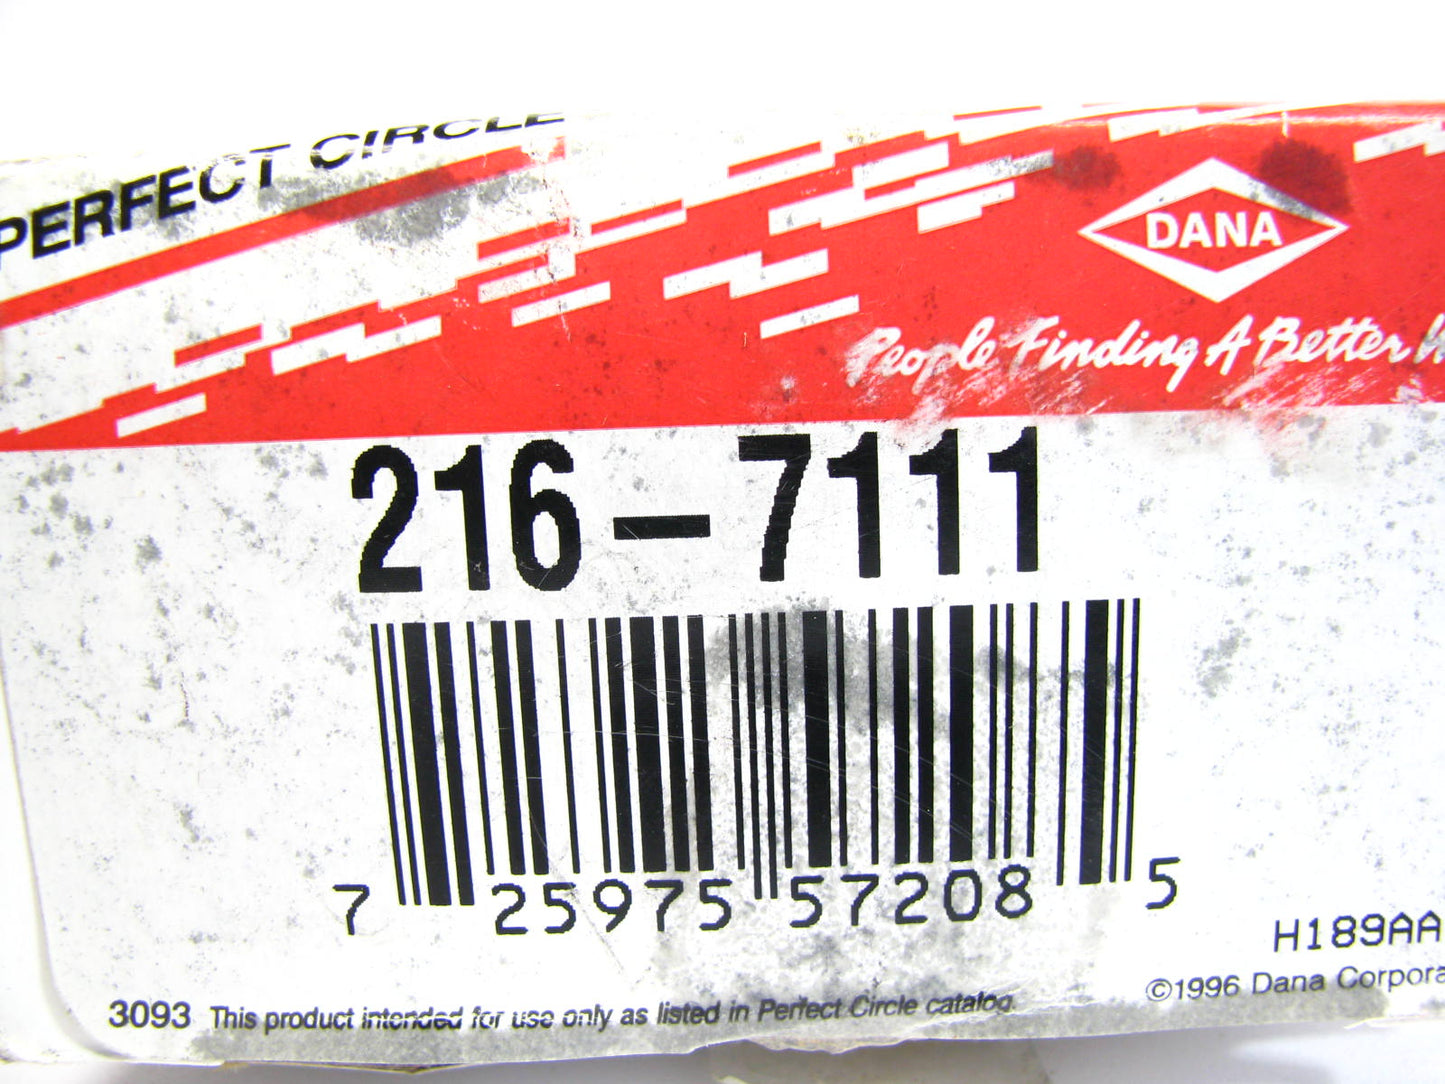 PERFECT CIRCLE
DANA
People Finding A Better
216-7111
7 25975 57208 5
H189AA
©1996 Dana Corpora
3093 This product intended for use only as listed in Perfect Circle catalog.